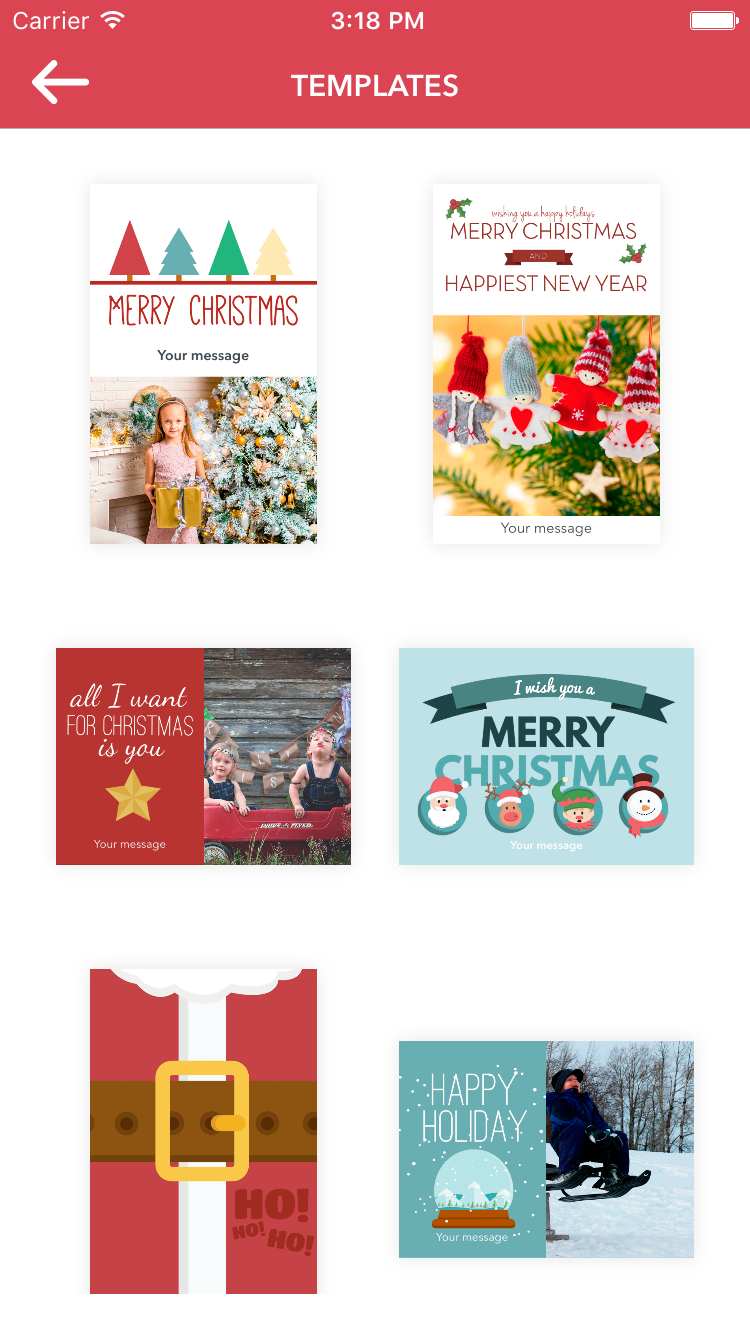 Carrier 3:18 PM
TEMPLATES
MERRY CHRISTMAS
Your message
wishing you a happy holidays
MERRY CHRISTMAS
AND
HAPPIEST NEW YEAR
Your message
all I want
FOR CHRISTMAS
is you
Your message
I wish you a
MERRY
CHRISTMAS
Your message
HO!
HO!
HO!
HAPPY
HOLIDAY
Your message